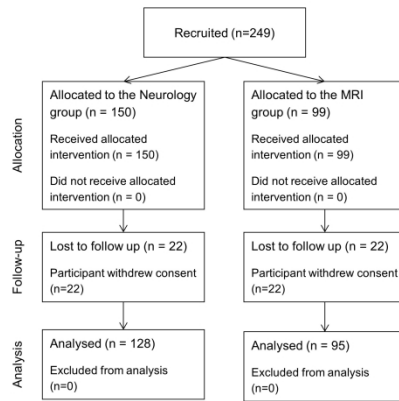 Recruited (n=249)
Allocation
Allocated to the Neurology
group (n = 150)
Received allocated
intervention (n = 150)
Did not receive allocated
intervention (n = 0)
Allocated to the MRI
group (n = 99)
Received allocated
intervention (n = 99)
Did not receive allocated
intervention (n = 0)
Follow-up
Lost to follow up (n = 22)
Participant withdrew consent
(n=22)
Lost to follow up (n = 22)
Participant withdrew consent
(n=22)
Analysis
Analysed (n = 128)
Excluded from analysis
(n=0)
Analysed (n = 95)
Excluded from analysis
(n=0)